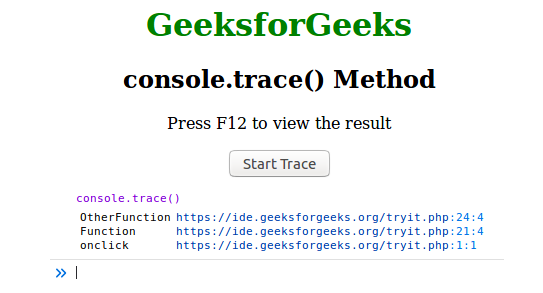 GeeksforGeeks
console.trace() Method
Press F12 to view the result
Start Trace
console.trace()
OtherFunction https://ide.geeksforgeeks.org/tryit.php:24:4
Function https://ide.geeksforgeeks.org/tryit.php:21:4
onclick https://ide.geeksforgeeks.org/tryit.php:1:1